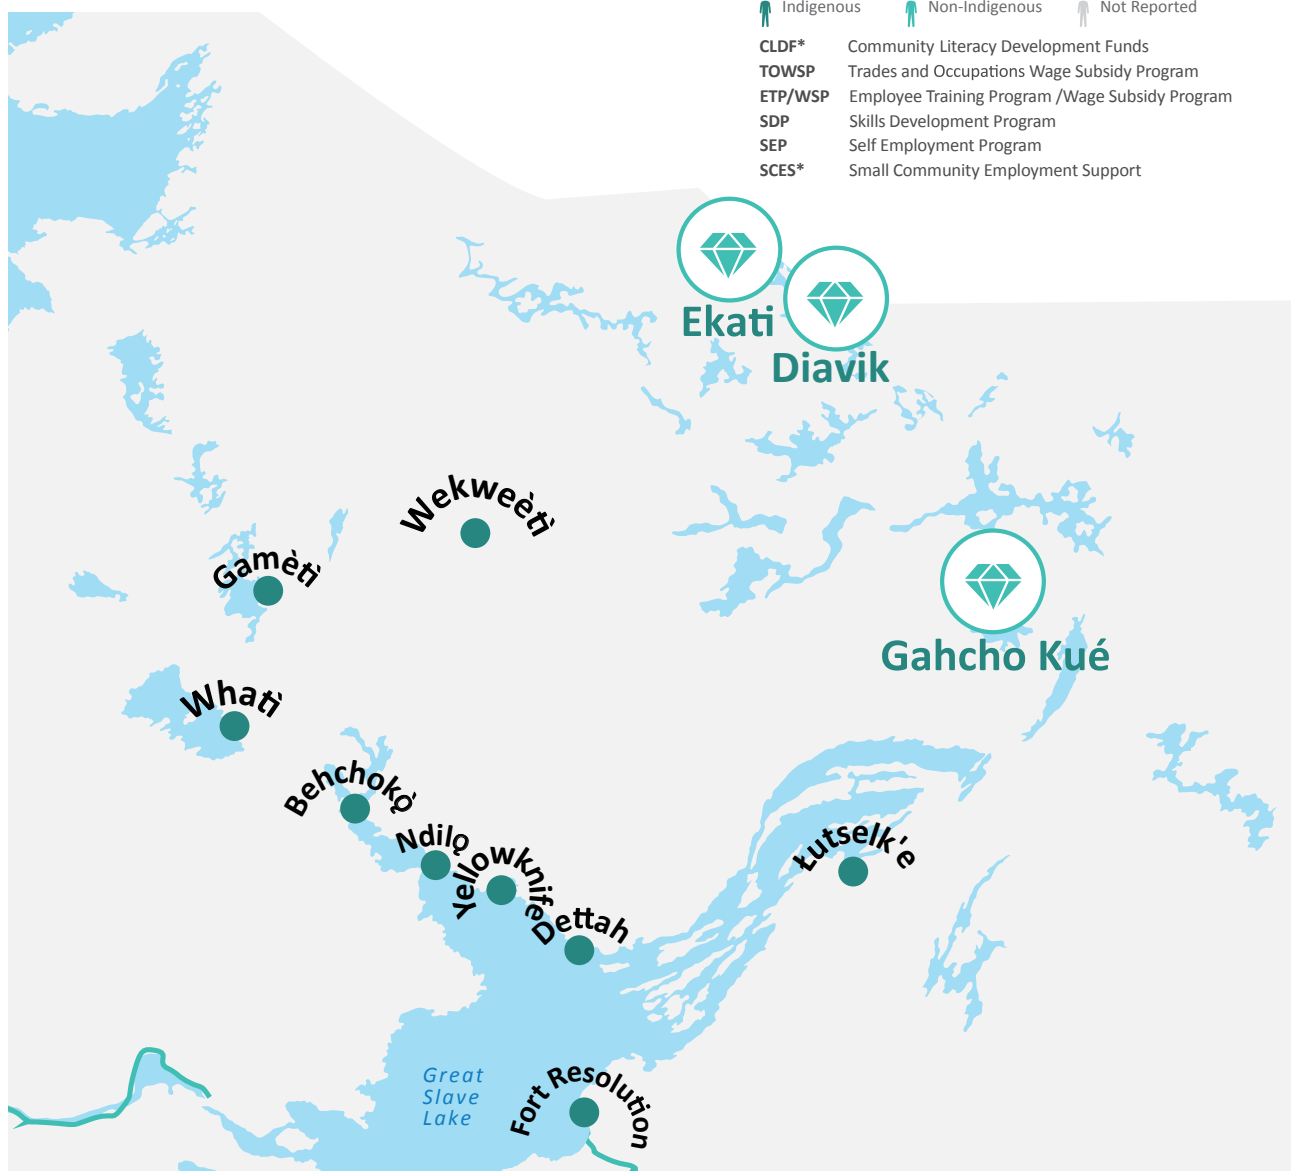 Indigenous Non-Indigenous Not Reported
CLDF* Community Literacy Development Funds
TOWSP Trades and Occupations Wage Subsidy Program
ETP/WSP Employee Training Program /Wage Subsidy Program
SDP Skills Development Program
SEP Self Employment Program
SCES* Small Community Employment Support
Ekati
Diavik
Wekweètì
Gamètì
Gahcho Kué
Whatì
Behchokǫ̀
Ndilǫ
Yellowknife
Łutselk'e
Dettah
Great
Slave
Lake
Fort Resolution